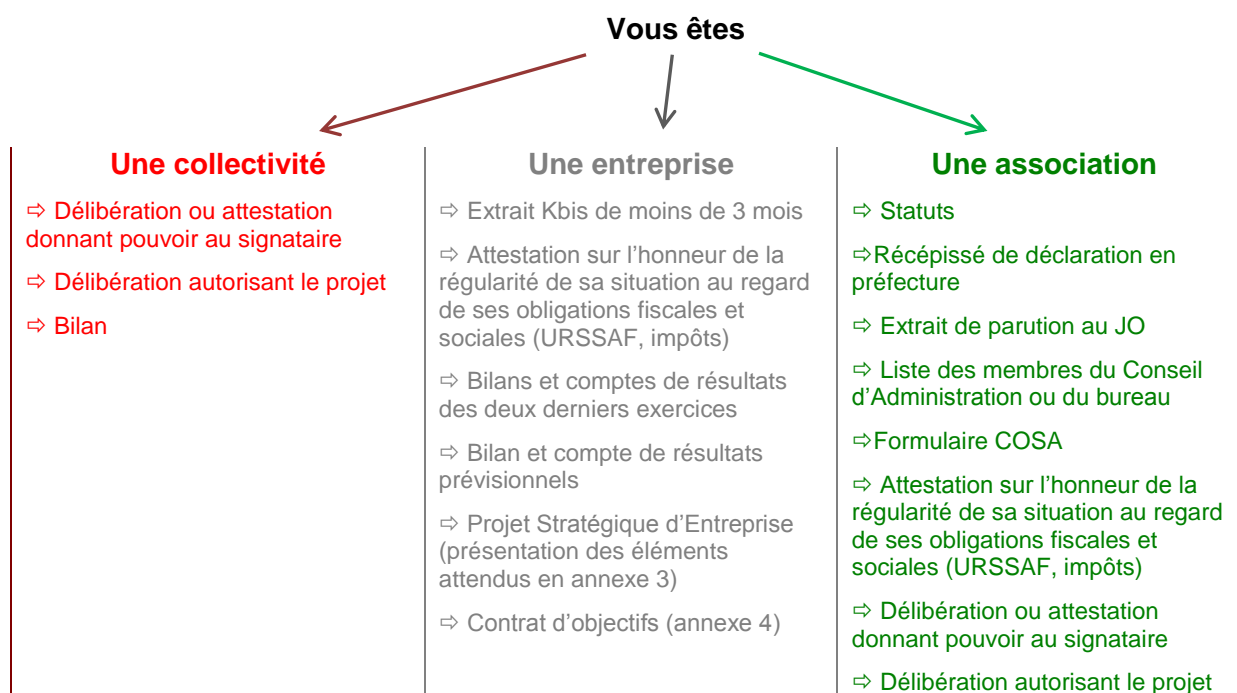 Vous êtes
Une collectivité
⇨ Délibération ou attestation
donnant pouvoir au signataire
⇨ Délibération autorisant le projet
⇨ Bilan
Une entreprise
⇨ Extrait Kbis de moins de 3 mois
⇨ Attestation sur l’honneur de la
régularité de sa situation au regard
de ses obligations fiscales et
sociales (URSSAF, impôts)
⇨ Bilans et comptes de résultats
des deux derniers exercices
⇨ Bilan et compte de résultats
prévisionnels
⇨ Projet Stratégique d’Entreprise
(présentation des éléments
attendus en annexe 3)
⇨ Contrat d’objectifs (annexe 4)
Une association
⇨ Statuts
⇨Récépissé de déclaration en
préfecture
⇨ Extrait de parution au JO
⇨ Liste des membres du Conseil
d’Administration ou du bureau
⇨Formulaire COSA
⇨ Attestation sur l’honneur de la
régularité de sa situation au regard
de ses obligations fiscales et
sociales (URSSAF, impôts)
⇨ Délibération ou attestation
donnant pouvoir au signataire
⇨ Délibération autorisant le projet